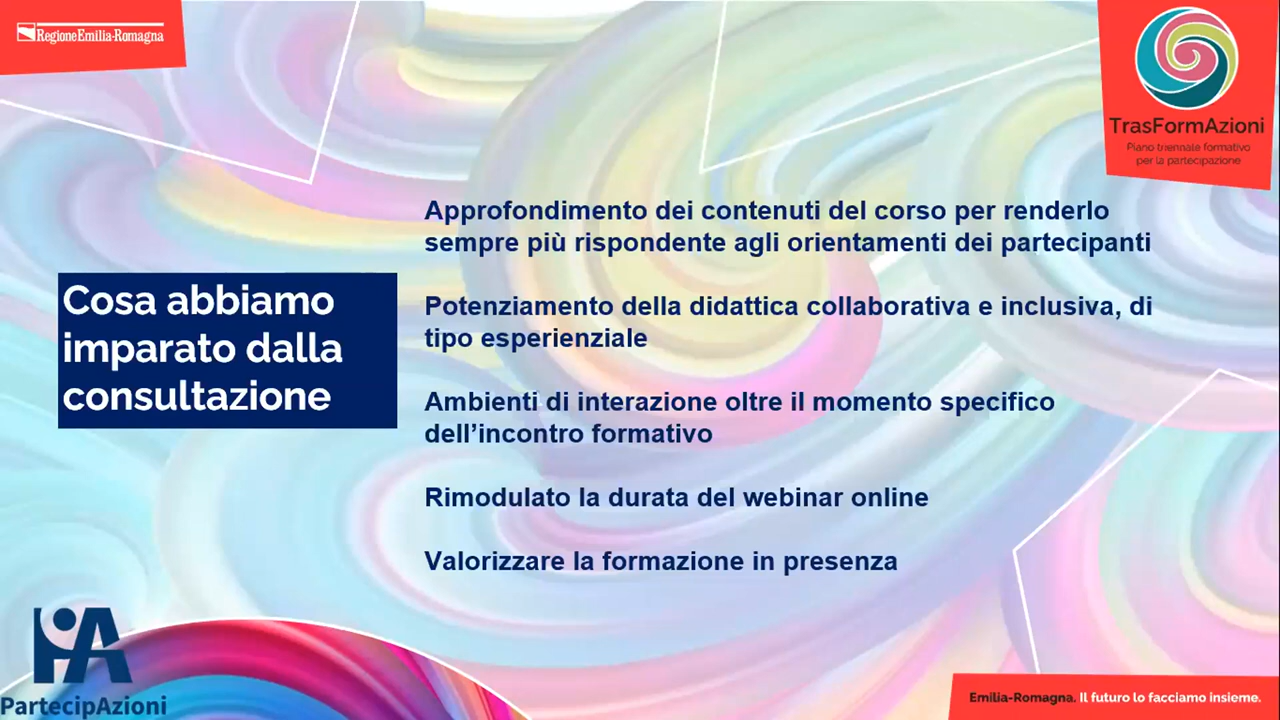 RegioneEmilia-Romagna
TrasFormAzioni
Piano triennale formativo
per la partecipazione
Cosa abbiamo
imparato dalla
consultazione
Approfondimento dei contenuti del corso per renderlo
sempre più rispondente agli orientamenti dei partecipanti
Potenziamento della didattica collaborativa e inclusiva, di
tipo esperienziale
Ambienti di interazione oltre il momento specifico
dell’incontro formativo
Rimodulato la durata del webinar online
Valorizzare la formazione in presenza
PA
PartecipAzioni
Emilia-Romagna. Il futuro lo facciamo insieme.